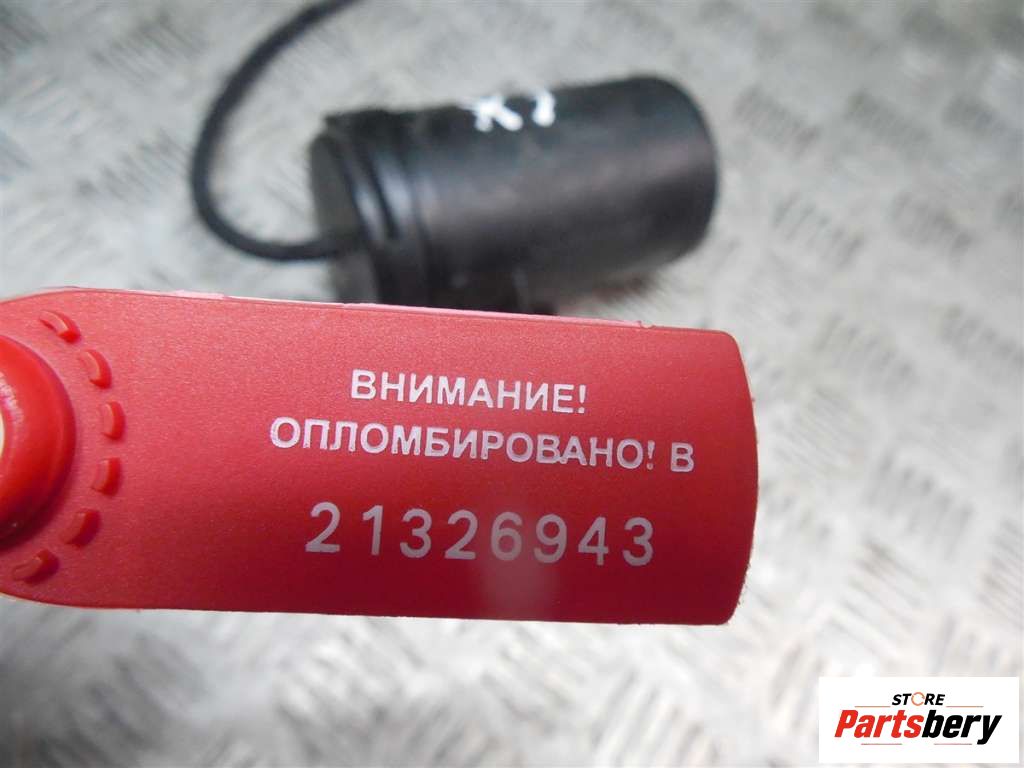 ВНИМАНИЕ!
ОПЛОМБИРОВАНО! В
21326943
STORE
Partsbery